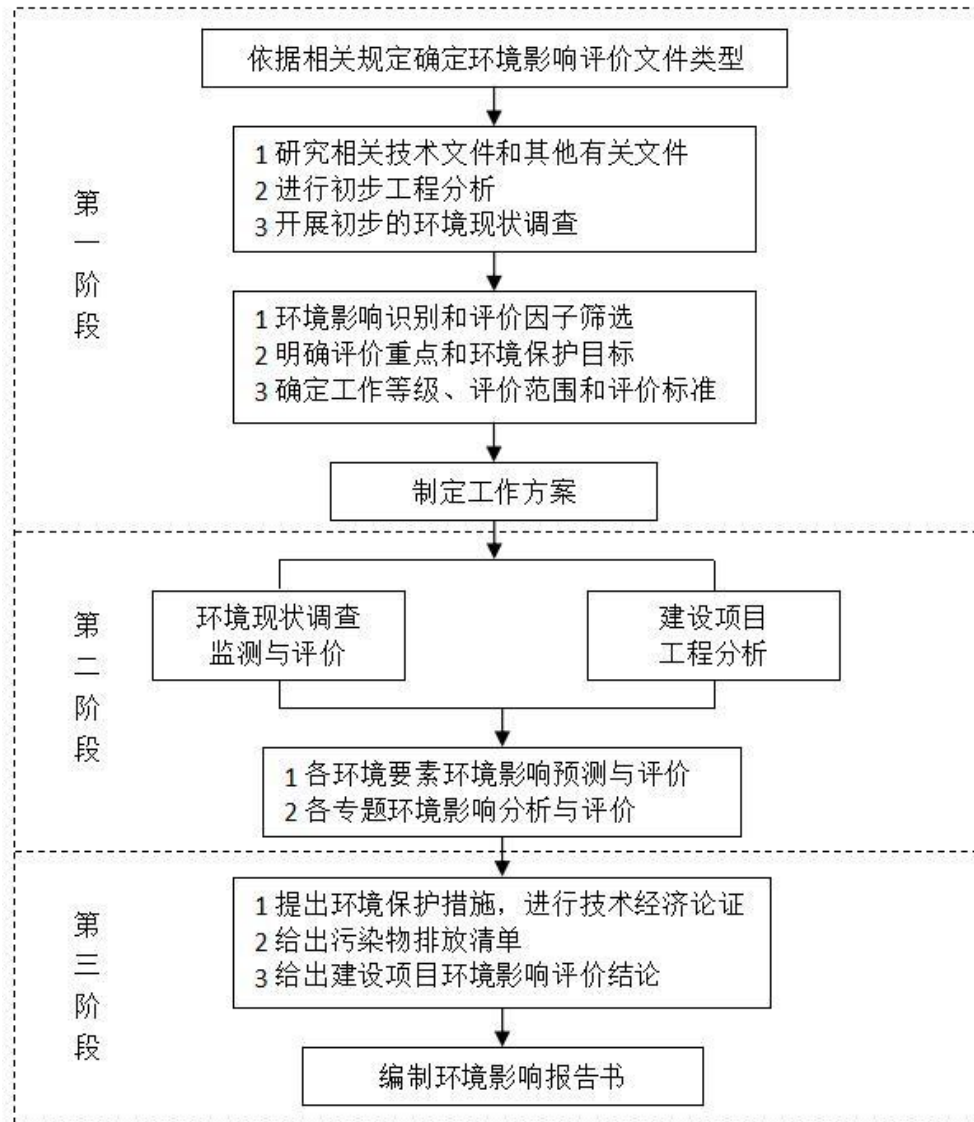 依据相关规定确定环境影响评价文件类型
1 研究相关技术文件和其他有关文件
2 进行初步工程分析
3 开展初步的环境现状调查
第一阶段
1 环境影响识别和评价因子筛选
2 明确评价重点和环境保护目标
3 确定工作等级、评价范围和评价标准
制定工作方案
第二阶段
环境现状调查
监测与评价
建设项目
工程分析
1 各环境要素环境影响预测与评价
2 各专题环境影响分析与评价
第三阶段
1 提出环境保护措施，进行技术经济论证
2 给出污染物排放清单
3 给出建设项目环境影响评价结论
编制环境影响报告书